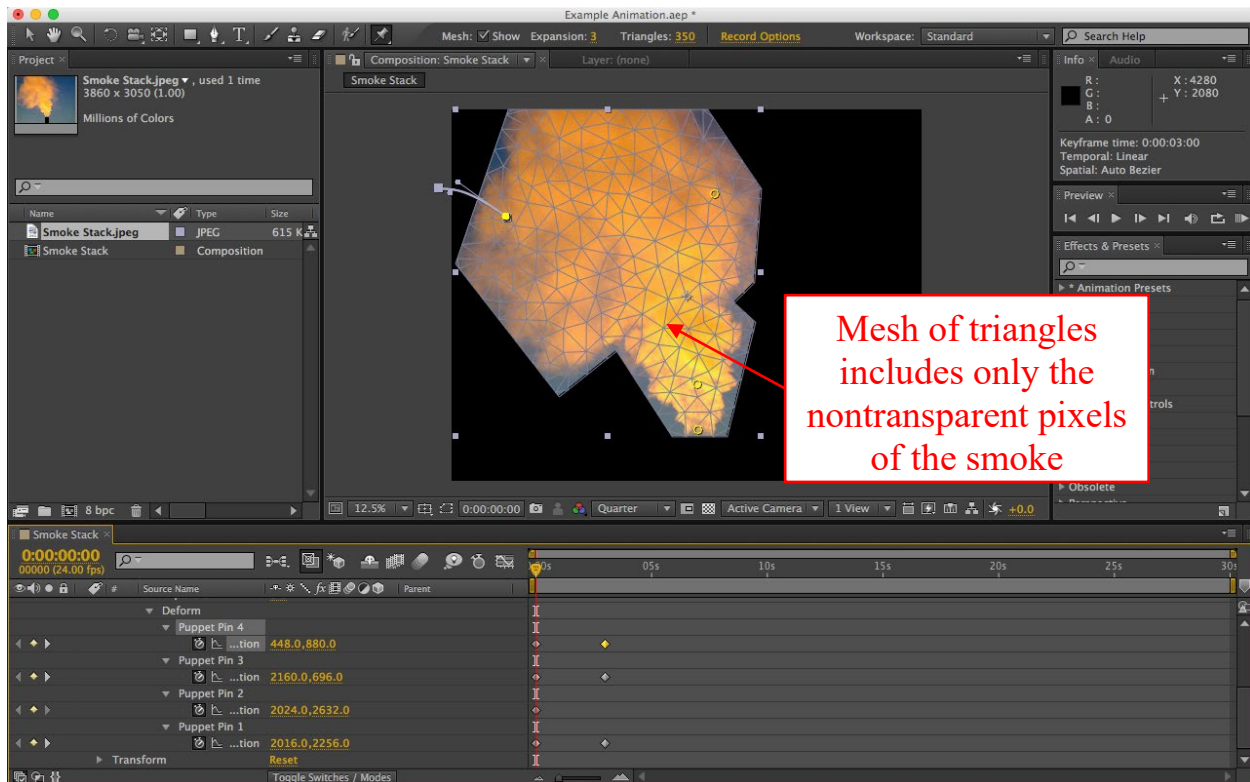 Example Animation.aep *
Mesh: Show Expansion: 3 Triangles: 350 Record Options Workspace: Standard Search Help
Project
Smoke Stack.jpeg , used 1 time
3860 x 3050 (1.00)
Millions of Colors
Name Type Size
Smoke Stack.jpeg JPEG 615 K
Smoke Stack Composition
8 bpc
Composition: Smoke Stack Layer: (none)
Smoke Stack
Mesh of triangles
includes only the
nontransparent pixels
of the smoke
12.5% 0:00:00:00 Quarter Active Camera 1 View +0.0
Info Audio
R : X : 4280
G : Y : 2080
B :
A : 0
Keyframe time: 0:00:03:00
Temporal: Linear
Spatial: Auto Bezier
Preview
Effects & Presets
* Animation Presets
n
trols
Obsolete
Smoke Stack
0:00:00:00
00000 (24.00 fps)
05s 10s 15s 20s 25s
# Source Name Parent
Deform
Puppet Pin 4
...tion 448.0,880.0
Puppet Pin 3
...tion 2160.0,696.0
Puppet Pin 2
...tion 2024.0,2632.0
Puppet Pin 1
...tion 2016.0,2256.0
Transform Reset
Toggle Switches / Modes